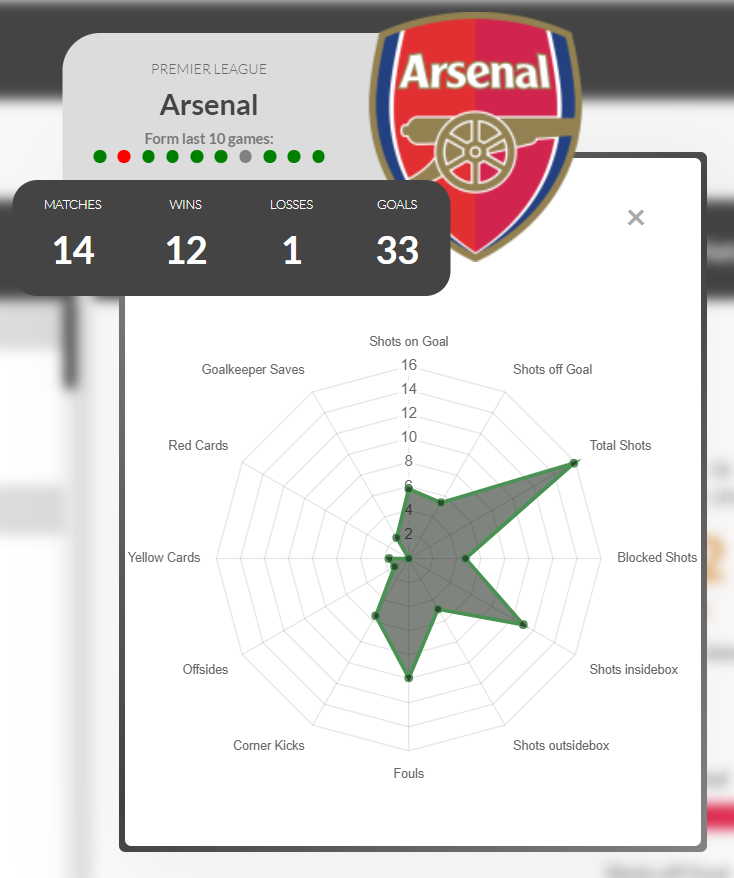 PREMIER LEAGUE
Arsenal
Form last 10 games:
Arsenal
MATCHES WINS LOSSES GOALS
14 12 1 33
×
Shots on Goal
Goalkeeper Saves Shots off Goal
16
14
12
Red Cards Total Shots
10
8
6
4
2
Yellow Cards Blocked Shots
Offsides Shots insidebox
Corner Kicks Shots outsidebox
Fouls